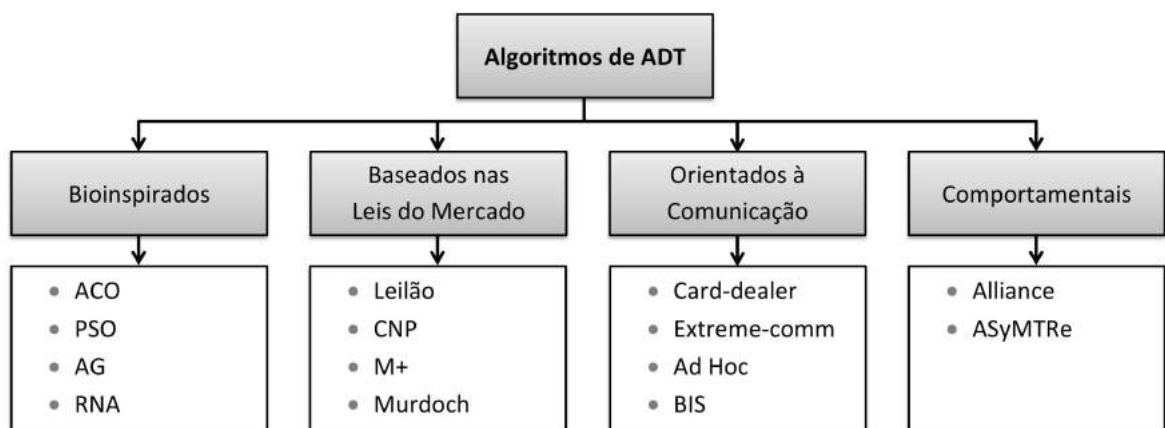 Algoritmos de ADT
Bioinspirados
Baseados nas
Leis do Mercado
Orientados à
Comunicação
Comportamentais
ACO
PSO
AG
RNA
Leilão
CNP
M+
Murdoch
Card-dealer
Extreme-comm
Ad Hoc
BIS
Alliance
ASyMTRe